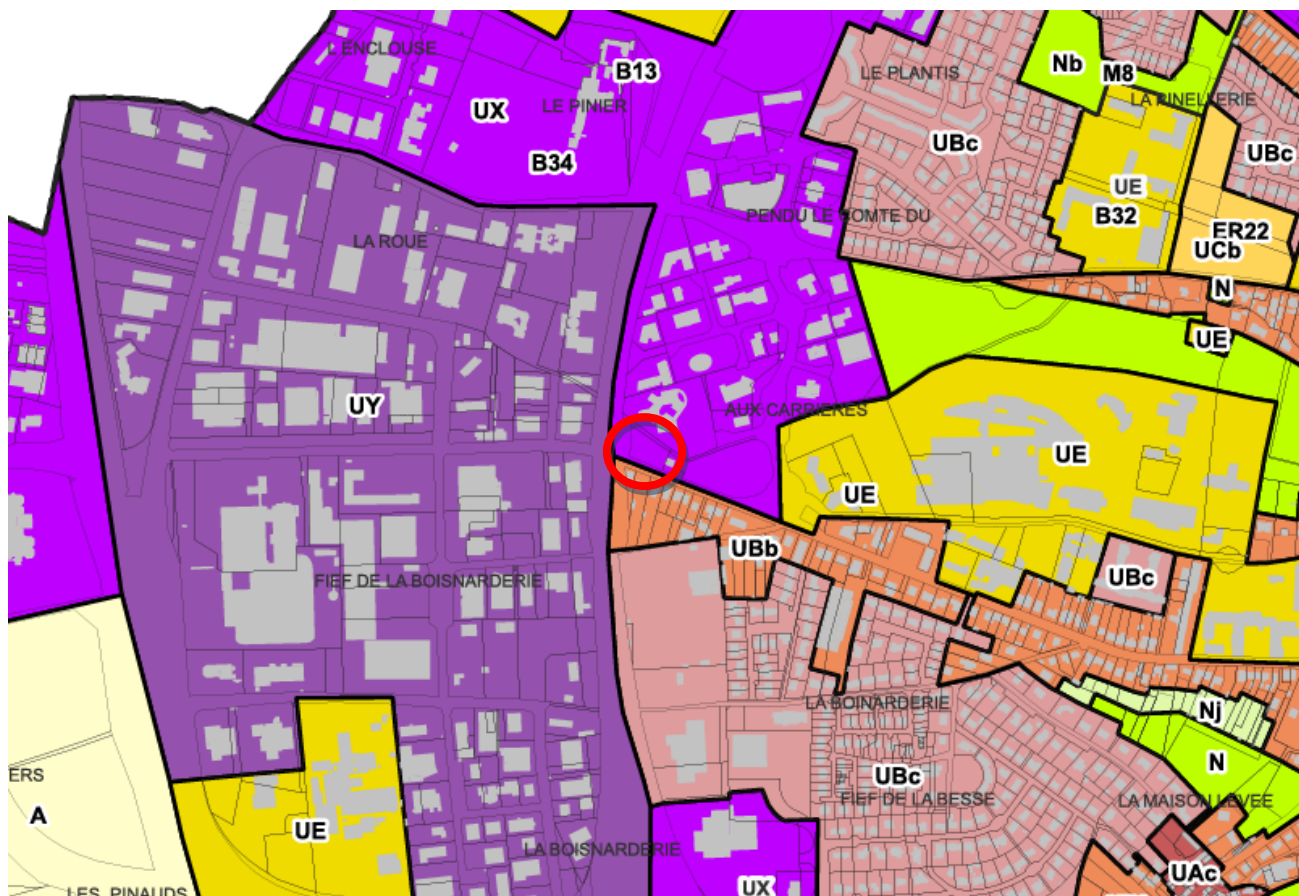 L ENCLOUSE
B13
Nb
M8
LE PLANTIS
LA PINELLERIE
UX
LE PINIER
UBc
UBc
B34
UE
B32
PENDU LE COMTE DU
ER22
UCb
LA ROUE
N
UE
UY
AUX CARRIERES
UE
UE
UBb
FIEF DE LA BOISNARDERIE
UBc
LA BOINARDERIE
Nj
N
ERS
UBc
FIEF DE LA BESSE
LA MAISON LEVEE
A
UE
LA BOISNARDERIE
UAc
UX
LES PINAUDS